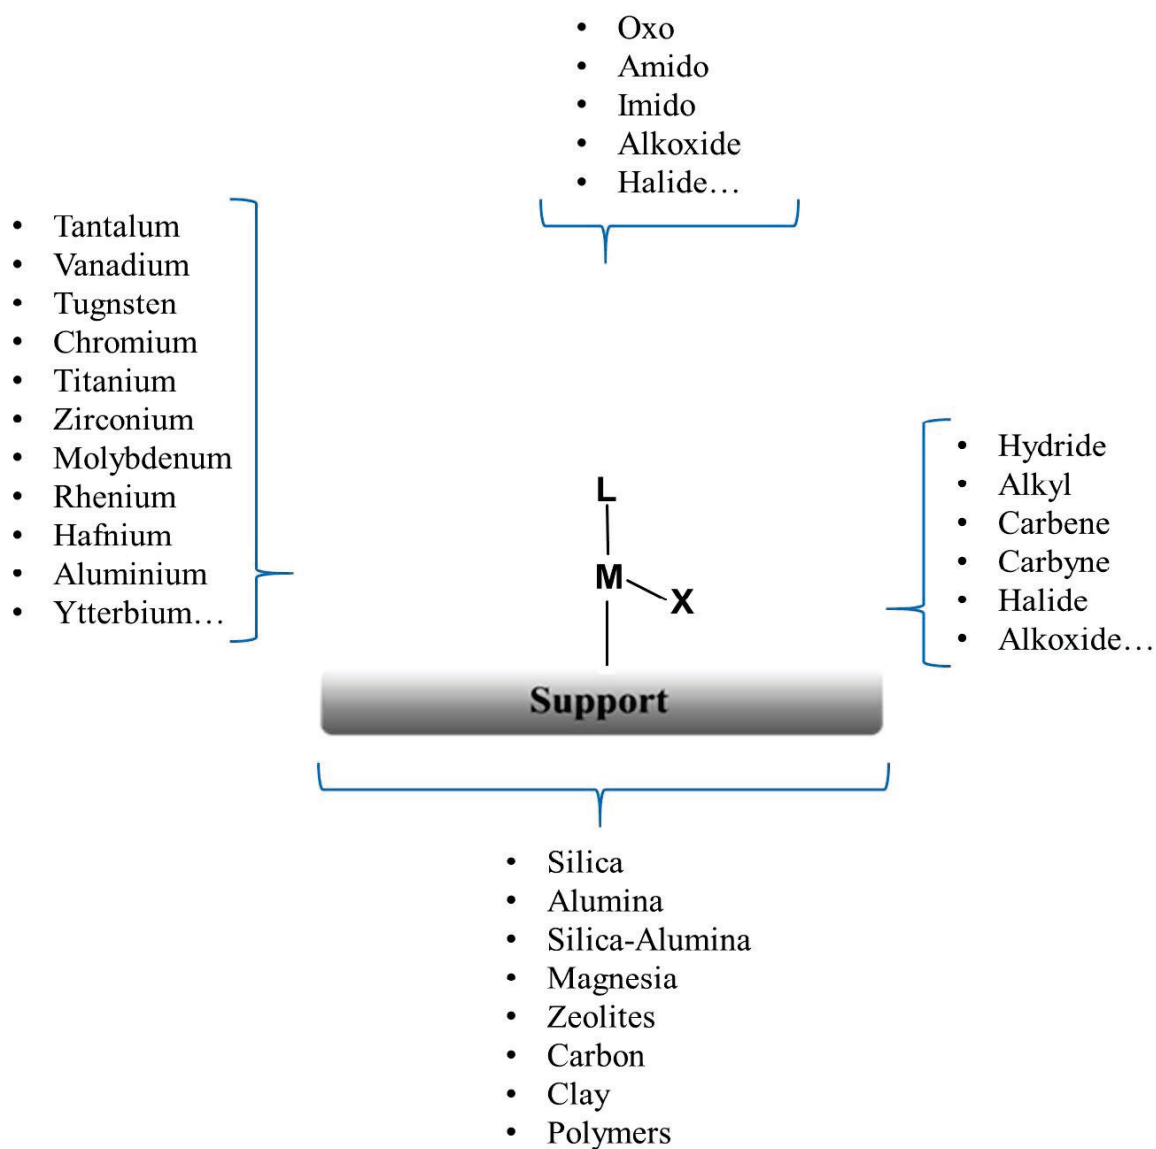 • Oxo
• Amido
• Imido
• Alkoxide
• Halide…
• Tantalum
• Vanadium
• Tugnsten
• Chromium
• Titanium
• Zirconium
• Molybdenum
• Rhenium
• Hafnium
• Aluminium
• Ytterbium…
• Hydride
• Alkyl
• Carbene
• Carbyne
• Halide
• Alkoxide…
L
M
X
Support
• Silica
• Alumina
• Silica-Alumina
• Magnesia
• Zeolites
• Carbon
• Clay
• Polymers